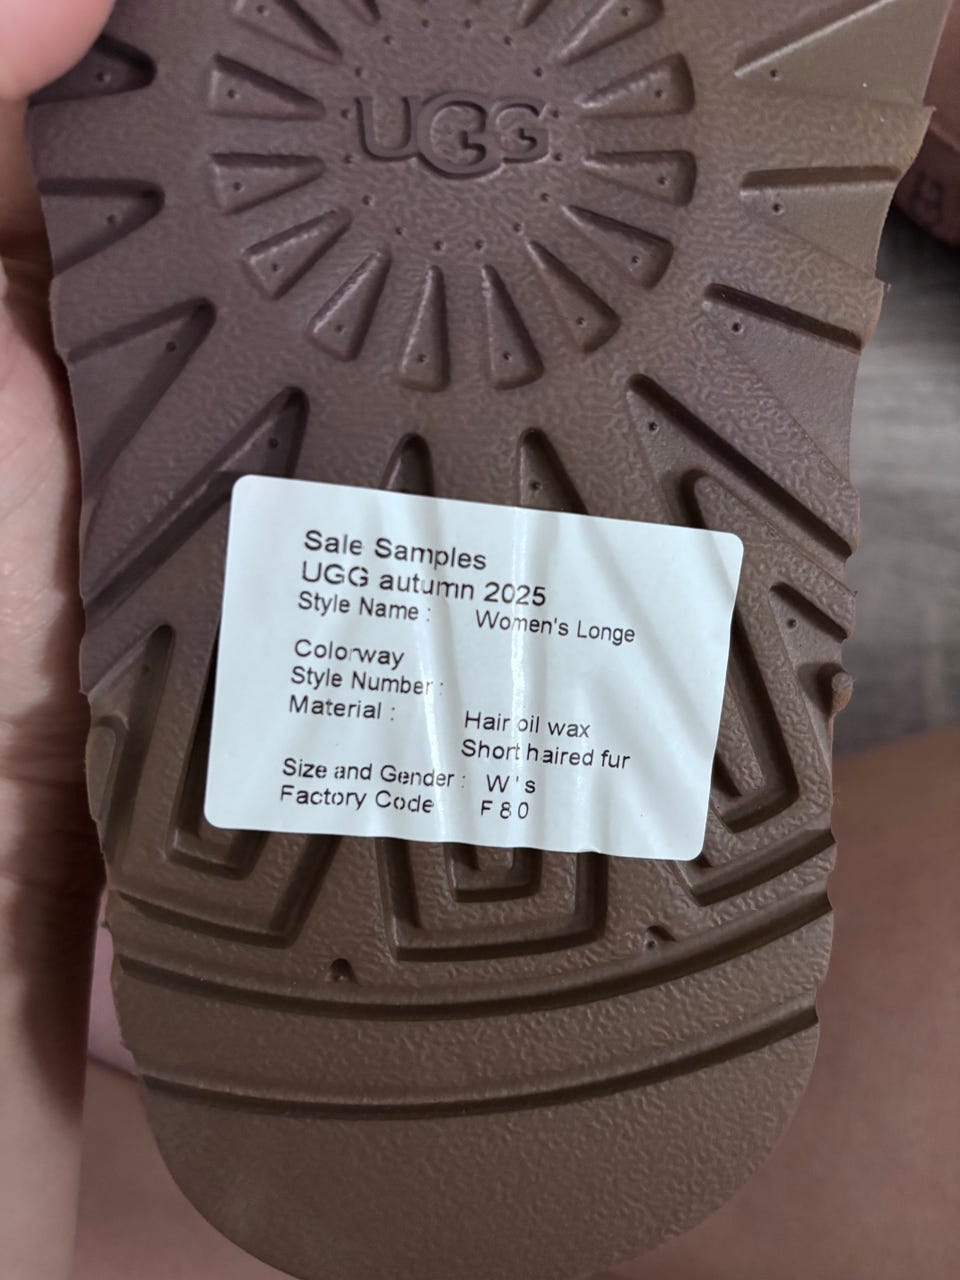 UGG
Sale Samples
UGG autumn 2025
Style Name : Women's Longe
Colorway
Style Number :
Material : Hair oil wax
Short haired fur
Size and Gender : W's
Factory Code F80